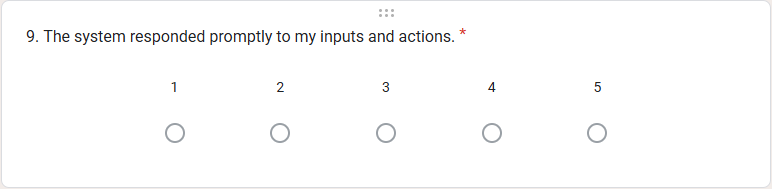 9. The system responded promptly to my inputs and actions. *
1 2 3 4 5